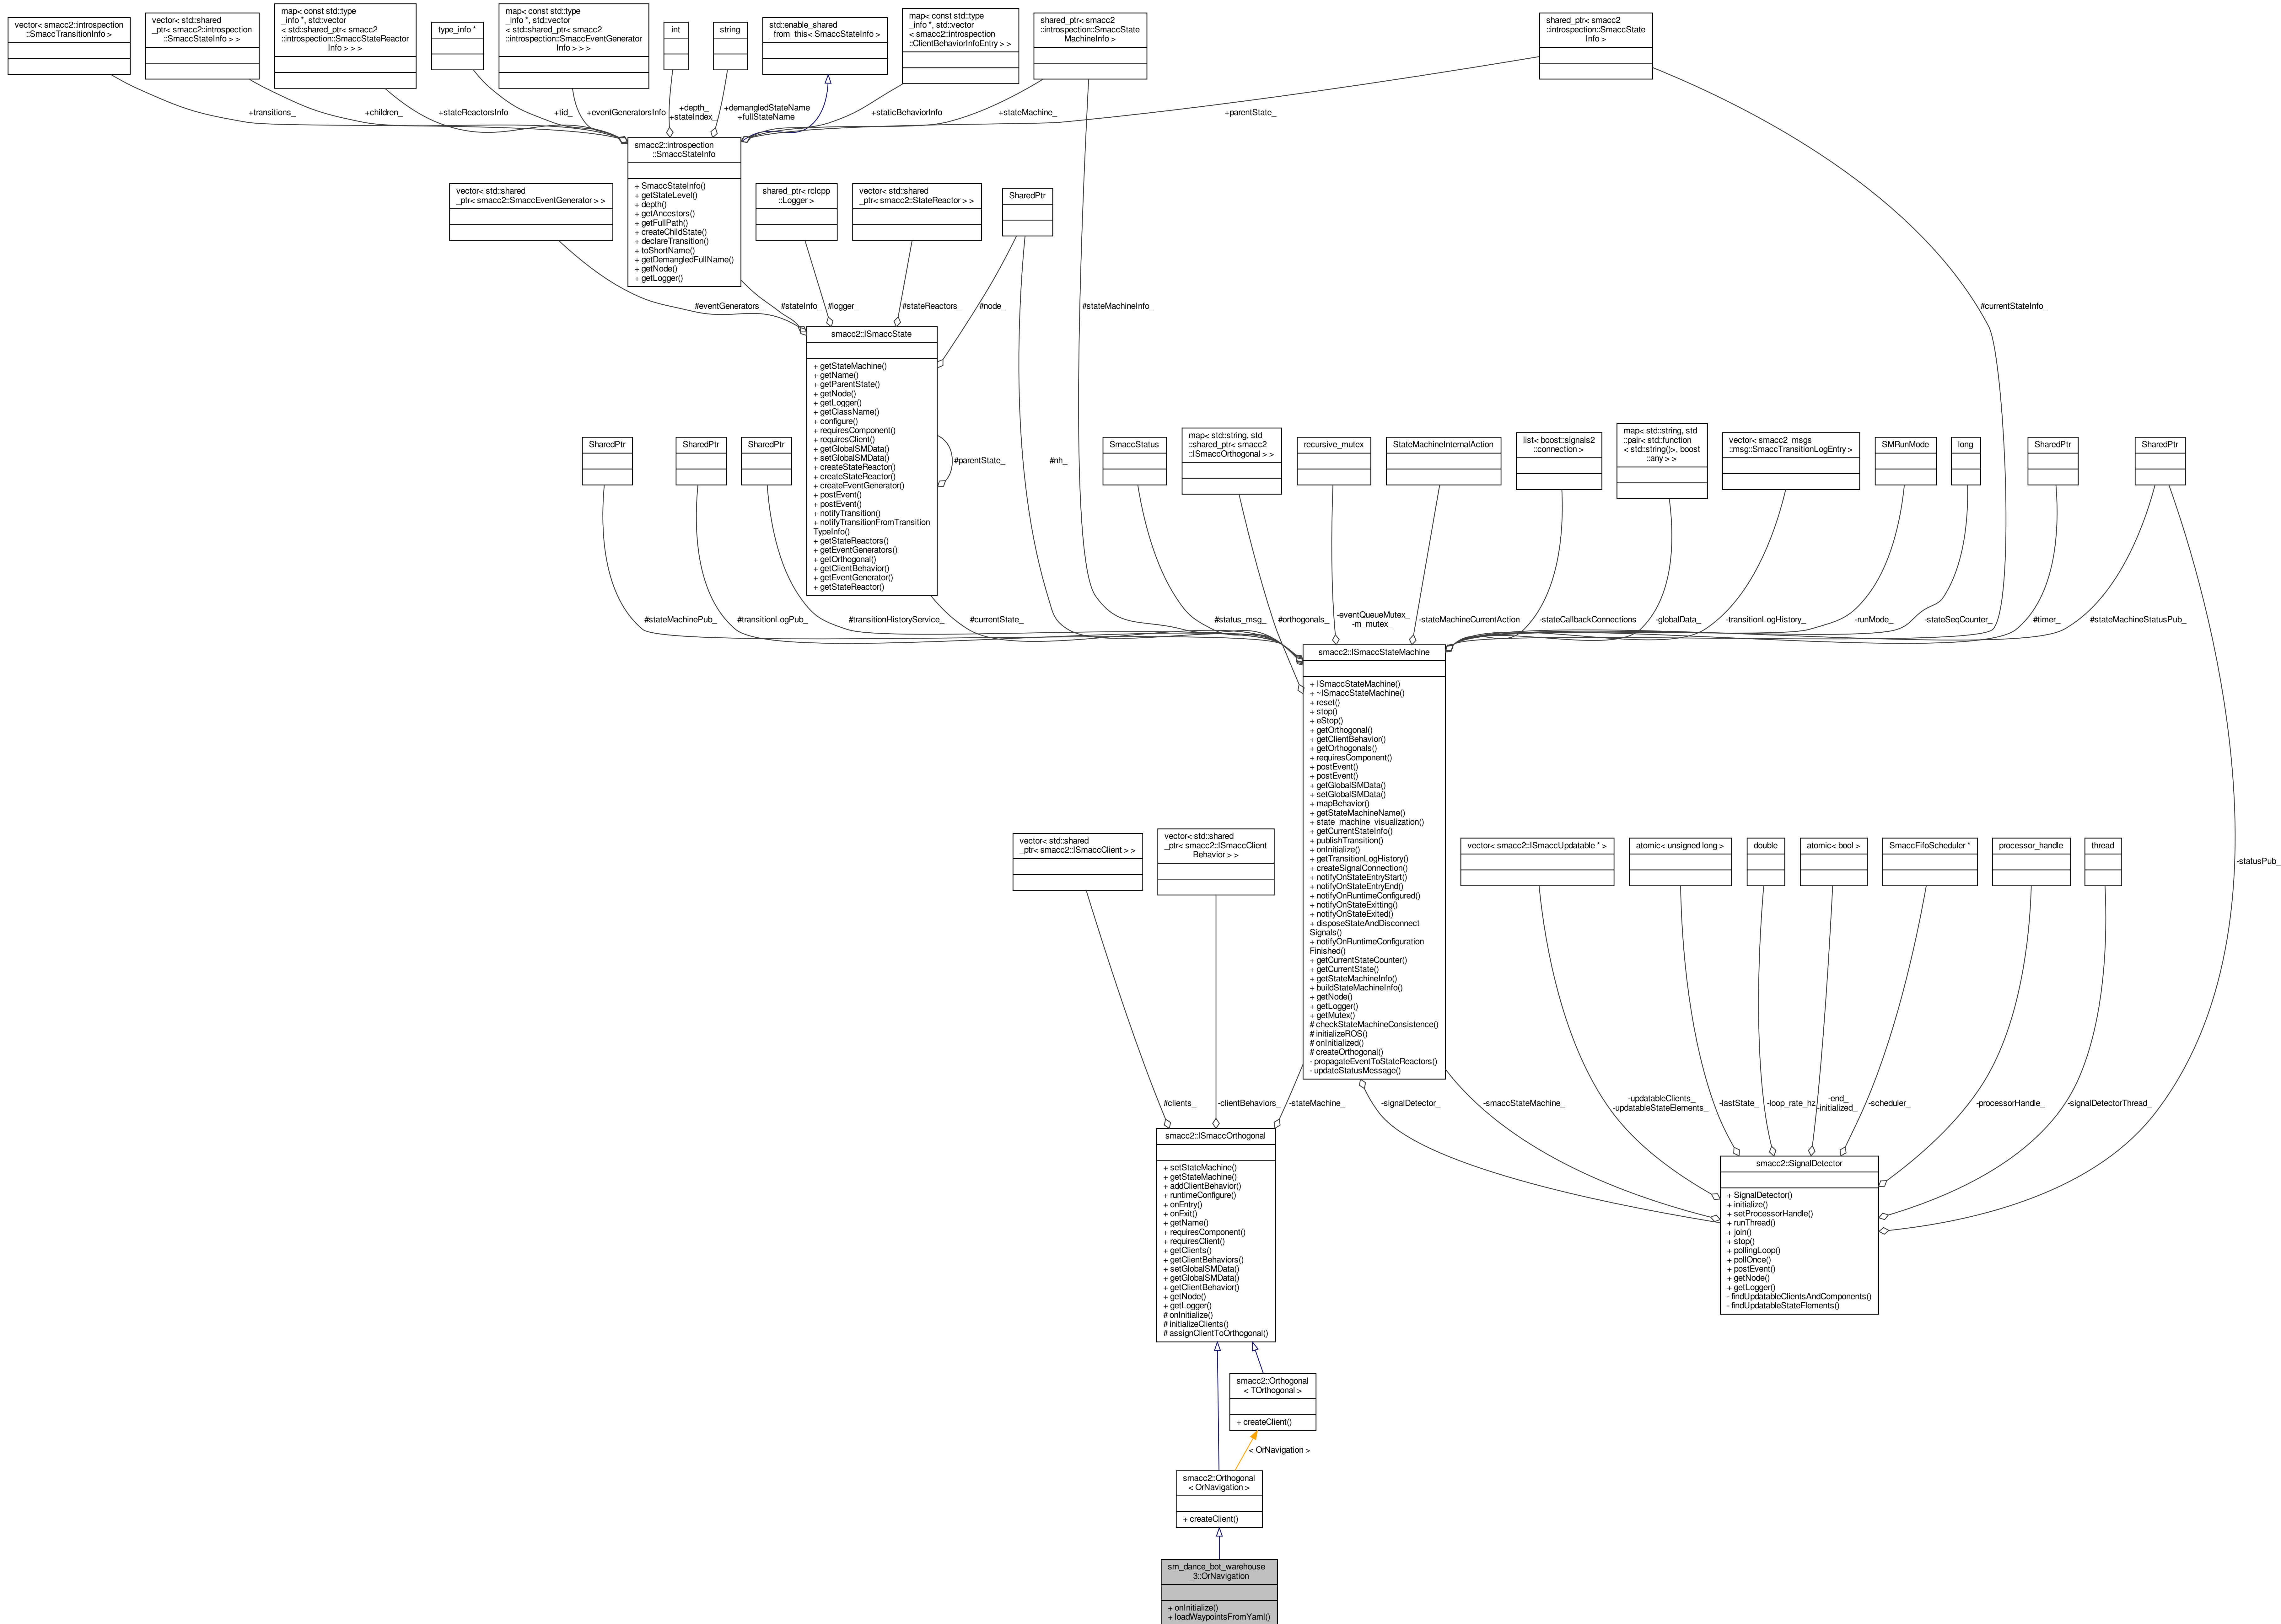 vector< smacc2::introspection
::SmaccTransitionInfo >
vector< std::shared
_ptr< smacc2::introspection
::SmaccStateInfo > >
map< const std::type
_info *, std::vector
< std::shared_ptr< smacc2
::introspection::SmaccStateReactor
Info > > >
type_info *
map< const std::type
_info *, std::vector
< std::shared_ptr< smacc2
::introspection::SmaccEventGenerator
Info > > >
int
string
std::enable_shared
_from_this< SmaccStateInfo >
map< const std::type
_info *, std::vector
< smacc2::introspection
::ClientBehaviorInfoEntry > >
shared_ptr< smacc2
::introspection::SmaccState
MachineInfo >
shared_ptr< smacc2
::introspection::SmaccState
Info >
+transitions_
+children_
+stateReactorsInfo
+tid_
+eventGeneratorsInfo
+depth_
+stateIndex_
+demangledStateName
+fullStateName
+staticBehaviorInfo
+stateMachine_
+parentState_
smacc2::introspection
::SmaccStateInfo
+ SmaccStateInfo()
+ getStateLevel()
+ depth()
+ getAncestors()
+ getFullPath()
+ createChildState()
+ declareTransition()
+ toShortName()
+ getDemangledFullName()
+ getNode()
+ getLogger()
vector< std::shared
_ptr< smacc2::SmaccEventGenerator > >
shared_ptr< rclcpp
::Logger >
vector< std::shared
_ptr< smacc2::StateReactor > >
SharedPtr
#eventGenerators_
#stateInfo_
#logger_
#stateReactors_
#node_
#stateMachineInfo_
#currentStateInfo_
smacc2::ISmaccState
+ getStateMachine()
+ getName()
+ getParentState()
+ getNode()
+ getLogger()
+ getClassName()
+ configure()
+ requiresComponent()
+ requiresClient()
+ getGlobalSMData()
+ setGlobalSMData()
+ createStateReactor()
+ createStateReactor()
+ createEventGenerator()
+ postEvent()
+ postEvent()
+ notifyTransition()
+ notifyTransitionFromTransition
TypeInfo()
+ getStateReactors()
+ getEventGenerators()
+ getOrthogonal()
+ getClientBehavior()
+ getEventGenerator()
+ getStateReactor()
#parentState_
#nh_
SharedPtr
SharedPtr
SharedPtr
SmaccStatus
map< std::string, std
::shared_ptr< smacc2
::ISmaccOrthogonal > >
recursive_mutex
StateMachineInternalAction
list< boost::signals2
::connection >
map< std::string, std
::pair< std::function
< std::string()>, boost
::any > >
vector< smacc2_msgs
::msg::SmaccTransitionLogEntry >
SMRunMode
long
SharedPtr
SharedPtr
#stateMachinePub_
#transitionLogPub_
#transitionHistoryService_
#currentState_
#status_msg_
#orthogonals_
-eventQueueMutex_
-m_mutex_
-stateMachineCurrentAction
-stateCallbackConnections
-globalData_
-transitionLogHistory_
-runMode_
-stateSeqCounter_
#timer_
#stateMachineStatusPub_
smacc2::ISmaccStateMachine
+ ISmaccStateMachine()
+ ~ISmaccStateMachine()
+ reset()
+ stop()
+ eStop()
+ getOrthogonal()
+ getClientBehavior()
+ getOrthogonals()
+ requiresComponent()
+ postEvent()
+ postEvent()
+ getGlobalSMData()
+ setGlobalSMData()
+ mapBehavior()
+ getStateMachineName()
+ state_machine_visualization()
+ getCurrentStateInfo()
+ publishTransition()
+ onInitialize()
+ getTransitionLogHistory()
+ createSignalConnection()
+ notifyOnStateEntryStart()
+ notifyOnStateEntryEnd()
+ notifyOnRuntimeConfigured()
+ notifyOnStateExitting()
+ notifyOnStateExited()
+ disposeStateAndDisconnect
Signals()
+ notifyOnRuntimeConfiguration
Finished()
+ getCurrentStateCounter()
+ getCurrentState()
+ getStateMachineInfo()
+ buildStateMachineInfo()
+ getNode()
+ getLogger()
+ getMutex()
# checkStateMachineConsistence()
# initializeROS()
# onInitialized()
# createOrthogonal()
- propagateEventToStateReactors()
- updateStatusMessage()
vector< std::shared
_ptr< smacc2::ISmaccClient > >
vector< std::shared
_ptr< smacc2::ISmaccClient
Behavior > >
vector< smacc2::ISmaccUpdatable * >
atomic< unsigned long >
double
atomic< bool >
SmaccFifoScheduler *
processor_handle
thread
-statusPub_
#clients_
-clientBehaviors_
-stateMachine_
-signalDetector_
-smaccStateMachine_
-updatableClients_
-updatableStateElements_
-lastState_
-loop_rate_hz
-end_
-initialized_
-scheduler_
-processorHandle_
-signalDetectorThread_
smacc2::ISmaccOrthogonal
+ setStateMachine()
+ getStateMachine()
+ addClientBehavior()
+ runtimeConfigure()
+ onEntry()
+ onExit()
+ getName()
+ requiresComponent()
+ requiresClient()
+ getClients()
+ getClientBehaviors()
+ setGlobalSMData()
+ getGlobalSMData()
+ getClientBehavior()
+ getNode()
+ getLogger()
# onInitialize()
# initializeClients()
# assignClientToOrthogonal()
smacc2::SignalDetector
+ SignalDetector()
+ initialize()
+ setProcessorHandle()
+ runThread()
+ join()
+ stop()
+ pollingLoop()
+ pollOnce()
+ postEvent()
+ getNode()
+ getLogger()
- findUpdatableClientsAndComponents()
- findUpdatableStateElements()
smacc2::Orthogonal
< TOrthogonal >
+ createClient()
< OrNavigation >
smacc2::Orthogonal
< OrNavigation >
+ createClient()
sm_dance_bot_warehouse
_3::OrNavigation
+ onInitialize()
+ loadWaypointsFromYaml()